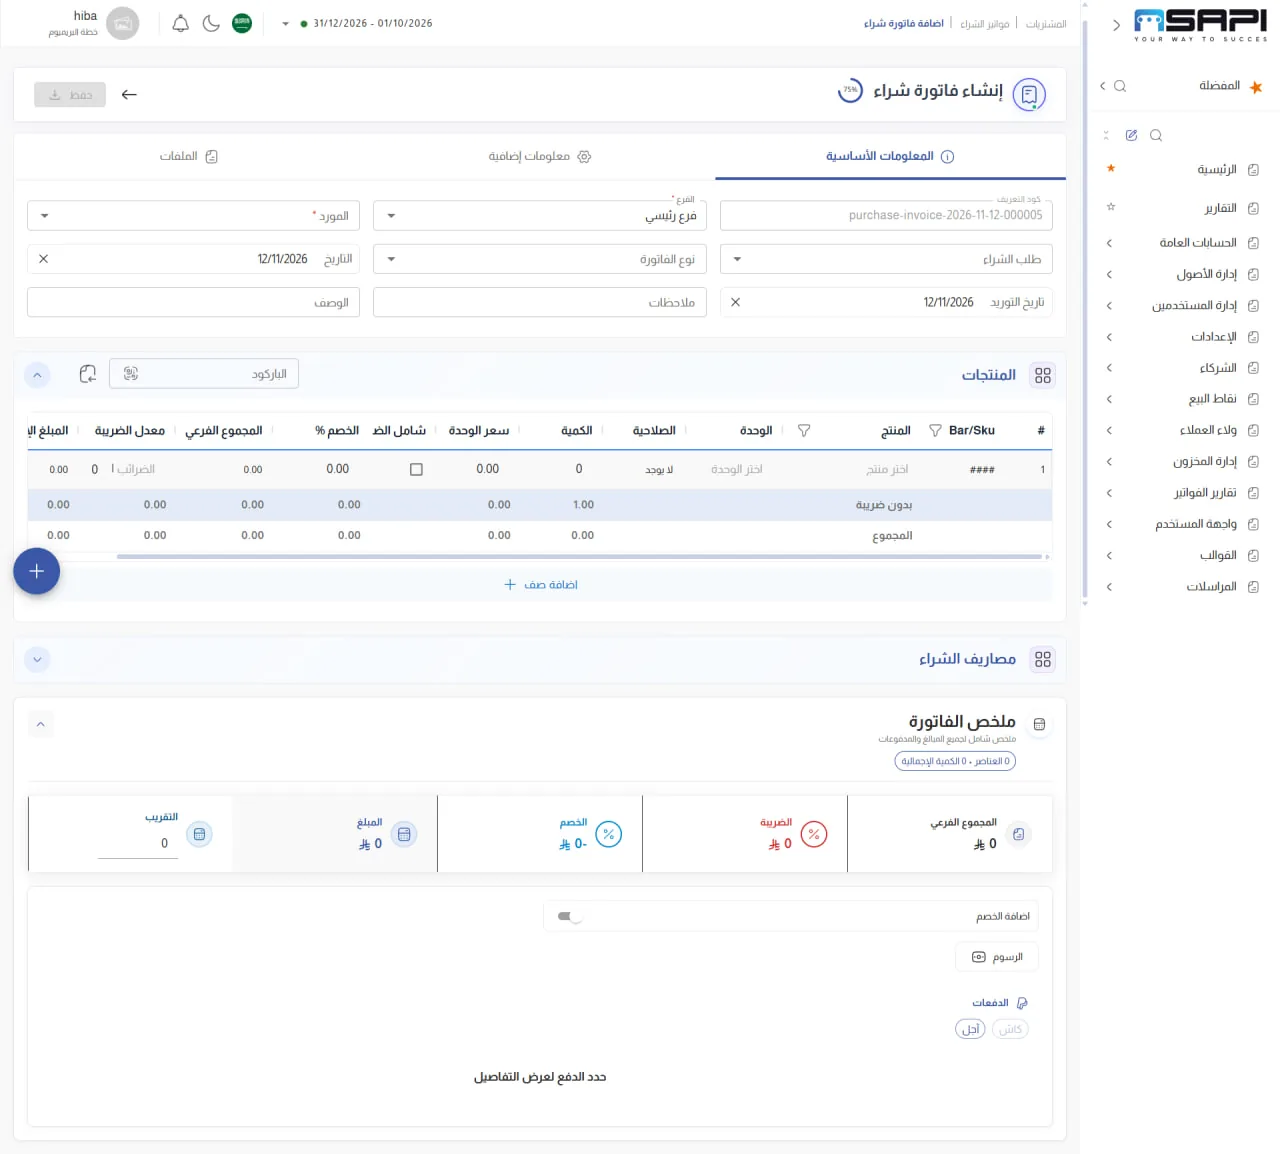 MSAPI
YOUR WAY TO SUCCES
المشتريات | فواتير الشراء | اضافة فاتورة شراء
31/12/2026 - 01/10/2026
hiba
خطة البريميوم
المفضلة
الرئيسية
التقارير
الحسابات العامة
إدارة الأصول
إدارة المستخدمين
الإعدادات
الشركاء
نقاط البيع
ولاء العملاء
إدارة المخزون
تقارير الفواتير
واجهة المستخدم
القوالب
المراسلات
إنشاء فاتورة شراء 75%
حفظ
المعلومات الأساسية
معلومات إضافية
الملفات
كود التعريف
purchase-invoice-2026-11-12-000005
الفرع *
فرع رئيسي
المورد *
طلب الشراء
نوع الفاتورة
التاريخ 12/11/2026
تاريخ التوريد 12/11/2026
ملاحظات
الوصف
المنتجات
الباركود
# Bar/Sku المنتج الوحدة الصلاحية الكمية سعر الوحدة شامل الض الخصم % المجموع الفرعي معدل الضريبة المبلغ الإ
1 #### اختر منتج اختر الوحدة لا يوجد 0 0.00 0.00 0.00 الضرائب ا 0 0.00
بدون ضريبة 1.00 0.00 0.00 0.00 0.00 0.00
المجموع 0.00 0.00 0.00 0.00 0.00 0.00
اضافة صف +
مصاريف الشراء
ملخص الفاتورة
ملخص شامل لجميع المبالغ والمدفوعات
0 العناصر • 0 الكمية الإجمالية
المجموع الفرعي
0
الضريبة
0
الخصم
-0
المبلغ
0
التقريب
0
اضافة الخصم
الرسوم
الدفعات
كاش
آجل
حدد الدفع لعرض التفاصيل